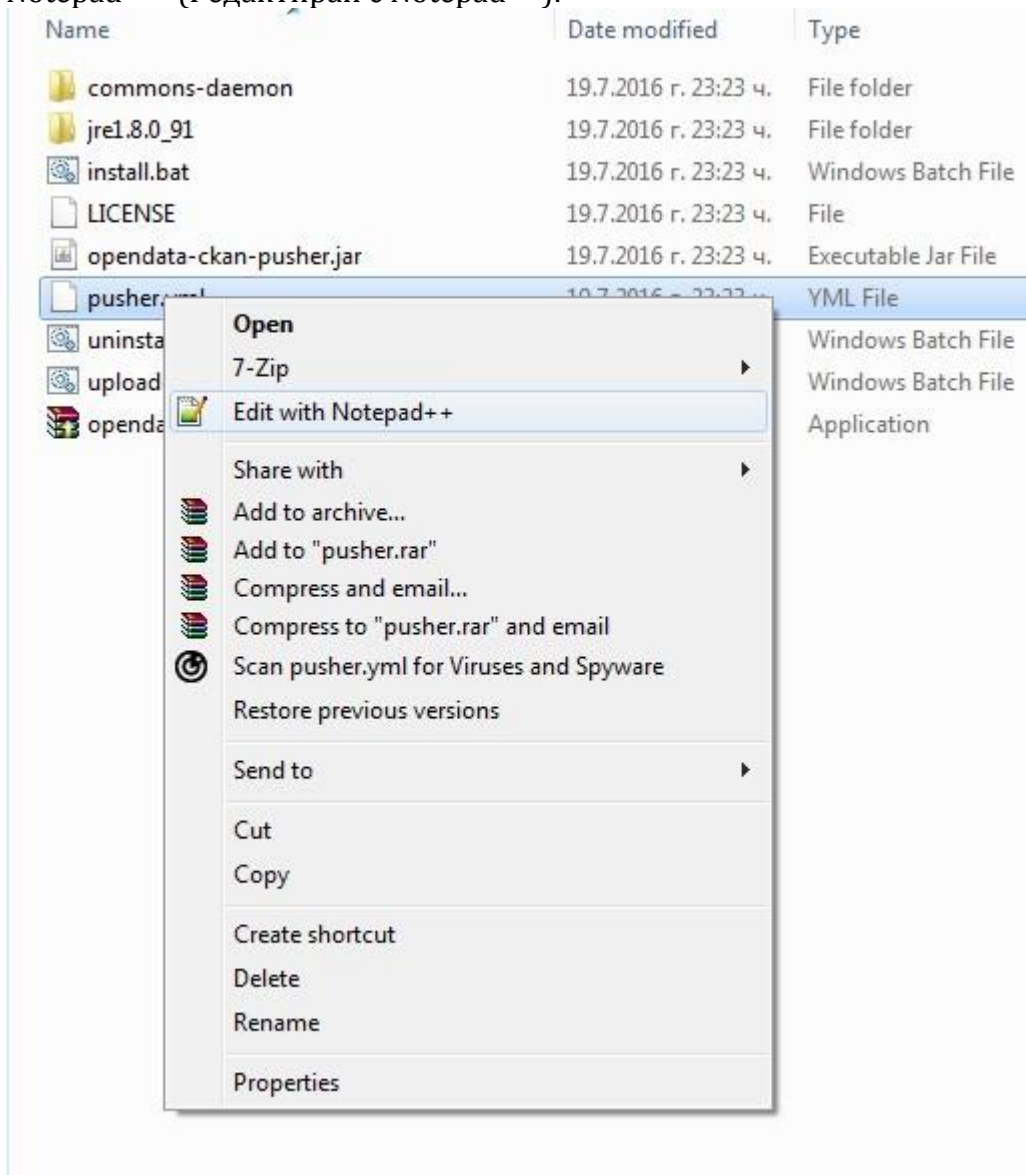 Name Date modified Type
commons-daemon 19.7.2016 г. 23:23 ч. File folder
jre1.8.0_91 19.7.2016 г. 23:23 ч. File folder
install.bat 19.7.2016 г. 23:23 ч. Windows Batch File
LICENSE 19.7.2016 г. 23:23 ч. File
opendata-ckan-pusher.jar 19.7.2016 г. 23:23 ч. Executable Jar File
pusher.yml YML File
Open
uninsta Windows Batch File
7-Zip
upload Windows Batch File
Edit with Notepad++
openda Application
Share with
Add to archive...
Add to "pusher.rar"
Compress and email...
Compress to "pusher.rar" and email
Scan pusher.yml for Viruses and Spyware
Restore previous versions
Send to
Cut
Copy
Create shortcut
Delete
Rename
Properties